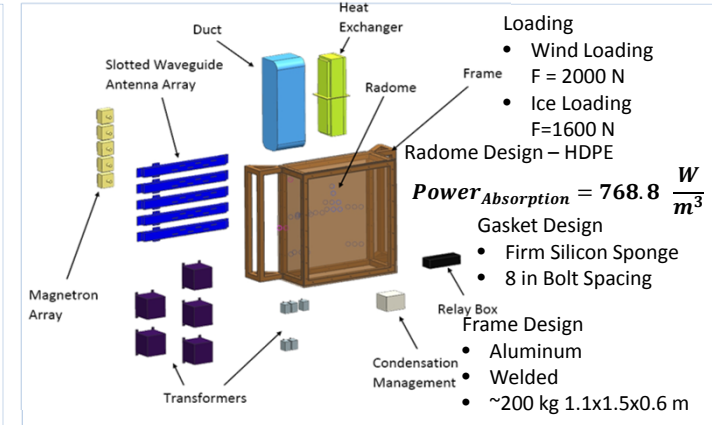 Duct
Heat
Exchanger
Slotted Waveguide
Antenna Array
Radome
Frame
Magnetron
Array
Transformers
Condensation
Management
Relay Box
Loading
• Wind Loading
F = 2000 N
• Ice Loading
F=1600 N
Radome Design – HDPE
Power_Absorption = 768.8 W/m³
Gasket Design
• Firm Silicon Sponge
• 8 in Bolt Spacing
Frame Design
• Aluminum
• Welded
• ~200 kg 1.1x1.5x0.6 m